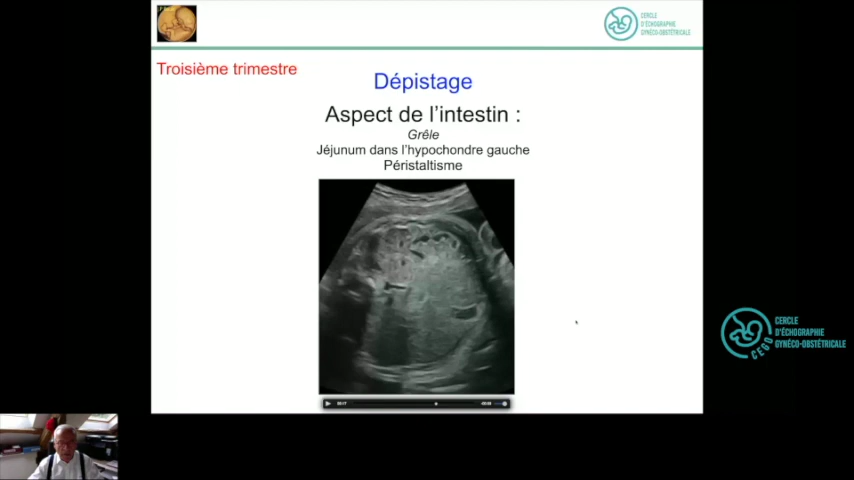 CERCLE
D'ÉCHOGRAPHIE
GYNÉCO-OBSTÉTRICALE
Troisième trimestre
Dépistage
Aspect de l'intestin :
Grêle
Jéjunum dans l'hypochondre gauche
Péristaltisme
CERCLE
D'ÉCHOGRAPHIE
GYNÉCO-OBSTÉTRICALE
CEGO